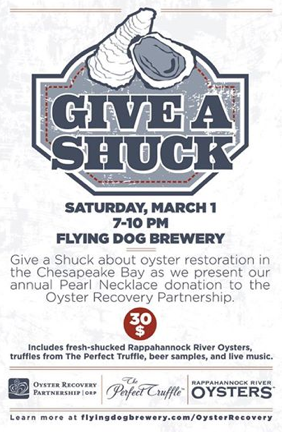 GIVE A
SHUCK
SATURDAY, MARCH 1
7-10 PM
FLYING DOG BREWERY
Give a Shuck about oyster restoration in
the Chesapeake Bay as we present our
annual Pearl Necklace donation to the
Oyster Recovery Partnership.
30
$
Includes fresh-shucked Rappahannock River Oysters,
truffles from The Perfect Truffle, beer samples, and live music.
OYSTER RECOVERY
PARTNERSHIP | ORP
The
Perfect Truffle
RAPPAHANNOCK RIVER
OYSTERS
Learn more at flyingdogbrewery.com/OysterRecovery